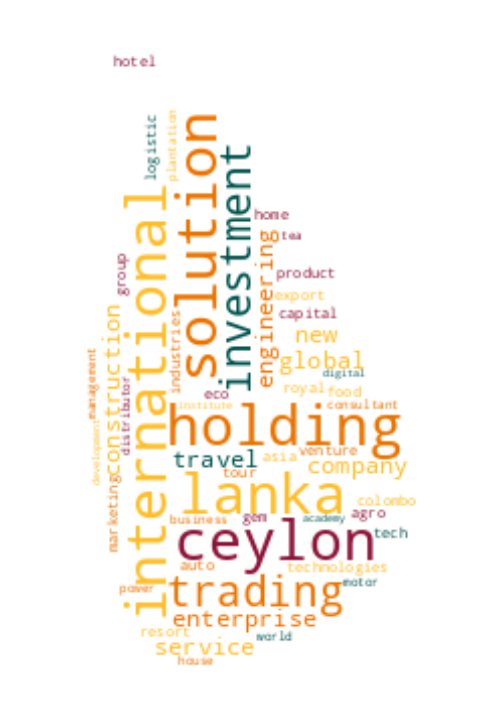 hotel
logistic
plantation
solution
investment
international
home
tea
engineering
group
product
export
capital
construction
industries
new
global
digital
management
distributor
eco
royal
food
institute
consultant
holding
development
travel
asia
venture
company
tour
marketing
lanka
colombo
business
gem
academy
agro
ceylon
tech
auto
technologies
power
trading
motor
enterprise
resort
world
service
house